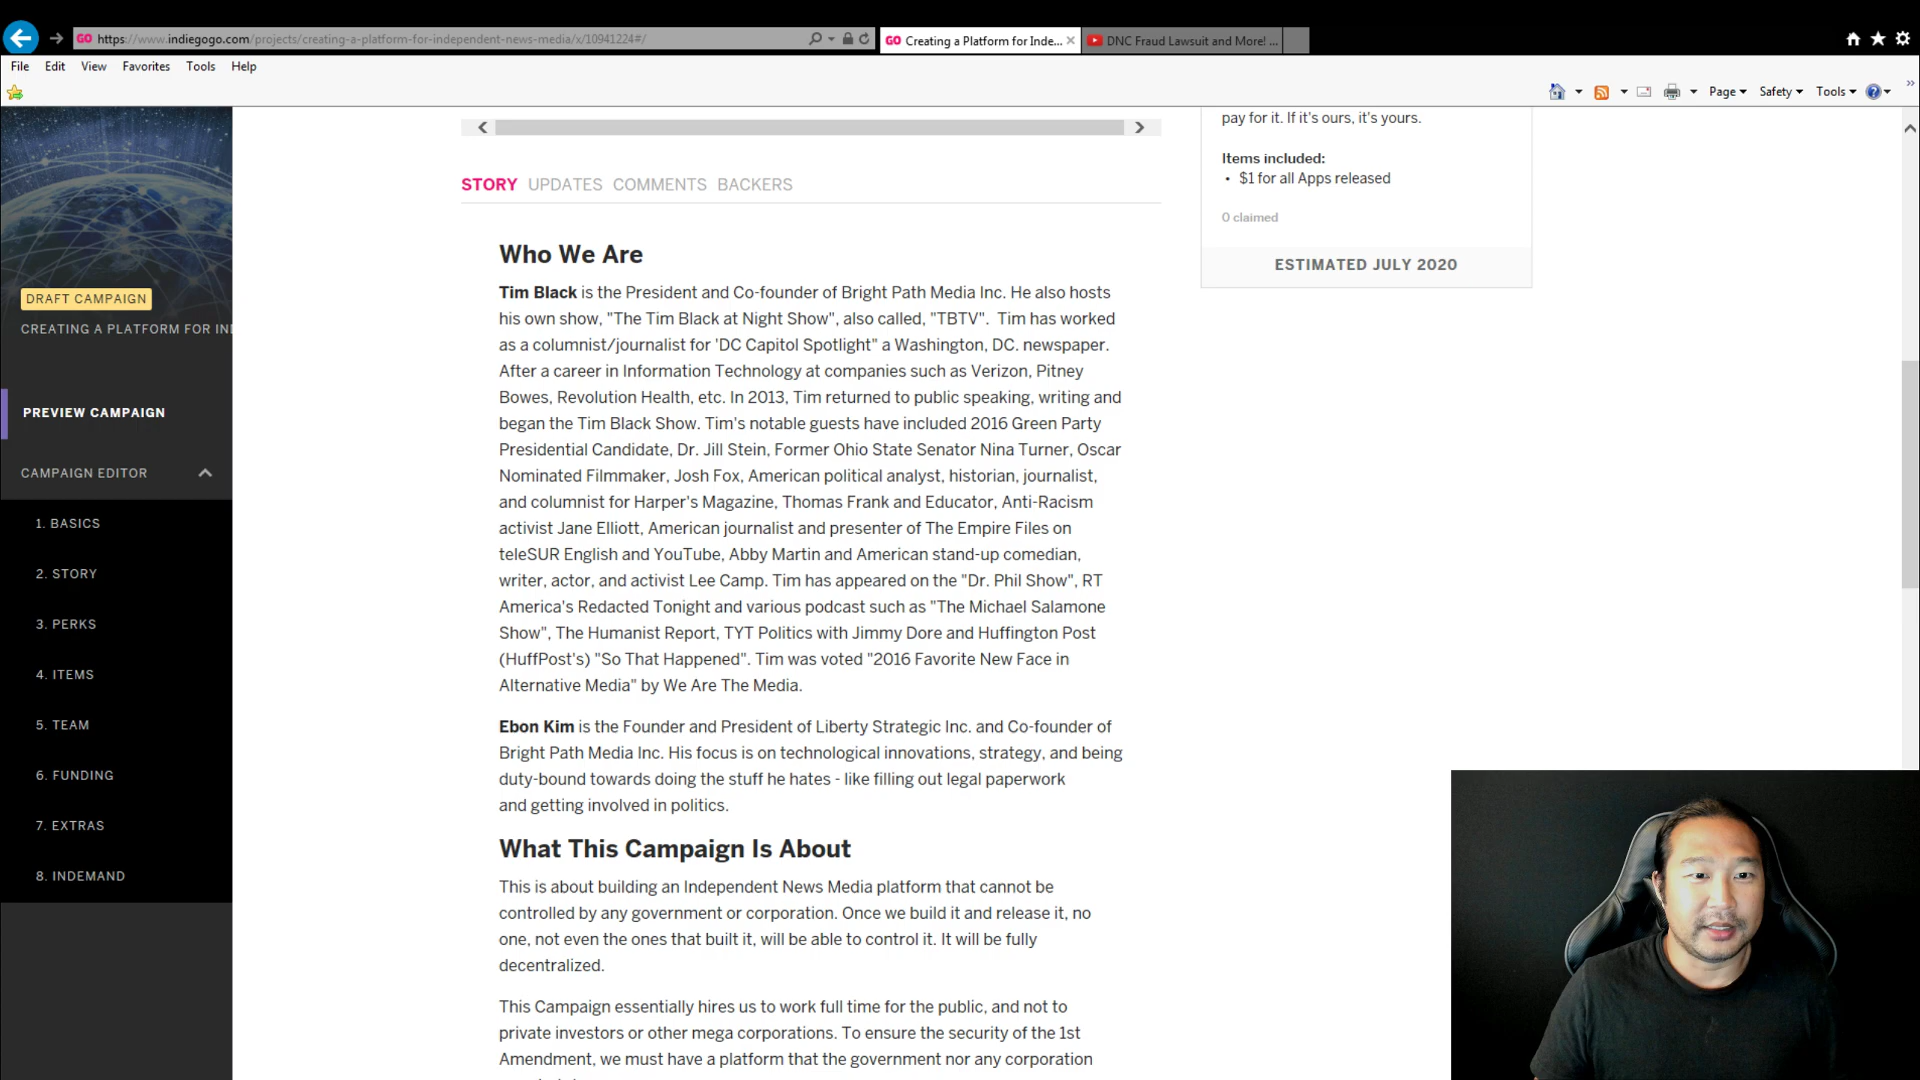 GO https://www.indiegogo.com/projects/creating-a-platform-for-independent-news-media/x/10941224#/
GO Creating a Platform for Inde...
DNC Fraud Lawsuit and More! ...
File Edit View Favorites Tools Help
Page Safety Tools
DRAFT CAMPAIGN
CREATING A PLATFORM FOR IN
PREVIEW CAMPAIGN
CAMPAIGN EDITOR
1. BASICS
2. STORY
3. PERKS
4. ITEMS
5. TEAM
6. FUNDING
7. EXTRAS
8. INDEMAND
STORY UPDATES COMMENTS BACKERS
Who We Are
Tim Black is the President and Co-founder of Bright Path Media Inc. He also hosts
his own show, "The Tim Black at Night Show", also called, "TBTV". Tim has worked
as a columnist/journalist for 'DC Capitol Spotlight" a Washington, DC. newspaper.
After a career in Information Technology at companies such as Verizon, Pitney
Bowes, Revolution Health, etc. In 2013, Tim returned to public speaking, writing and
began the Tim Black Show. Tim's notable guests have included 2016 Green Party
Presidential Candidate, Dr. Jill Stein, Former Ohio State Senator Nina Turner, Oscar
Nominated Filmmaker, Josh Fox, American political analyst, historian, journalist,
and columnist for Harper's Magazine, Thomas Frank and Educator, Anti-Racism
activist Jane Elliott, American journalist and presenter of The Empire Files on
teleSUR English and YouTube, Abby Martin and American stand-up comedian,
writer, actor, and activist Lee Camp. Tim has appeared on the "Dr. Phil Show", RT
America's Redacted Tonight and various podcast such as "The Michael Salamone
Show", The Humanist Report, TYT Politics with Jimmy Dore and Huffington Post
(HuffPost's) "So That Happened". Tim was voted "2016 Favorite New Face in
Alternative Media" by We Are The Media.
Ebon Kim is the Founder and President of Liberty Strategic Inc. and Co-founder of
Bright Path Media Inc. His focus is on technological innovations, strategy, and being
duty-bound towards doing the stuff he hates - like filling out legal paperwork
and getting involved in politics.
What This Campaign Is About
This is about building an Independent News Media platform that cannot be
controlled by any government or corporation. Once we build it and release it, no
one, not even the ones that built it, will be able to control it. It will be fully
decentralized.
This Campaign essentially hires us to work full time for the public, and not to
private investors or other mega corporations. To ensure the security of the 1st
Amendment, we must have a platform that the government nor any corporation
pay for it. If it's ours, it's yours.
Items included:
• $1 for all Apps released
0 claimed
ESTIMATED JULY 2020